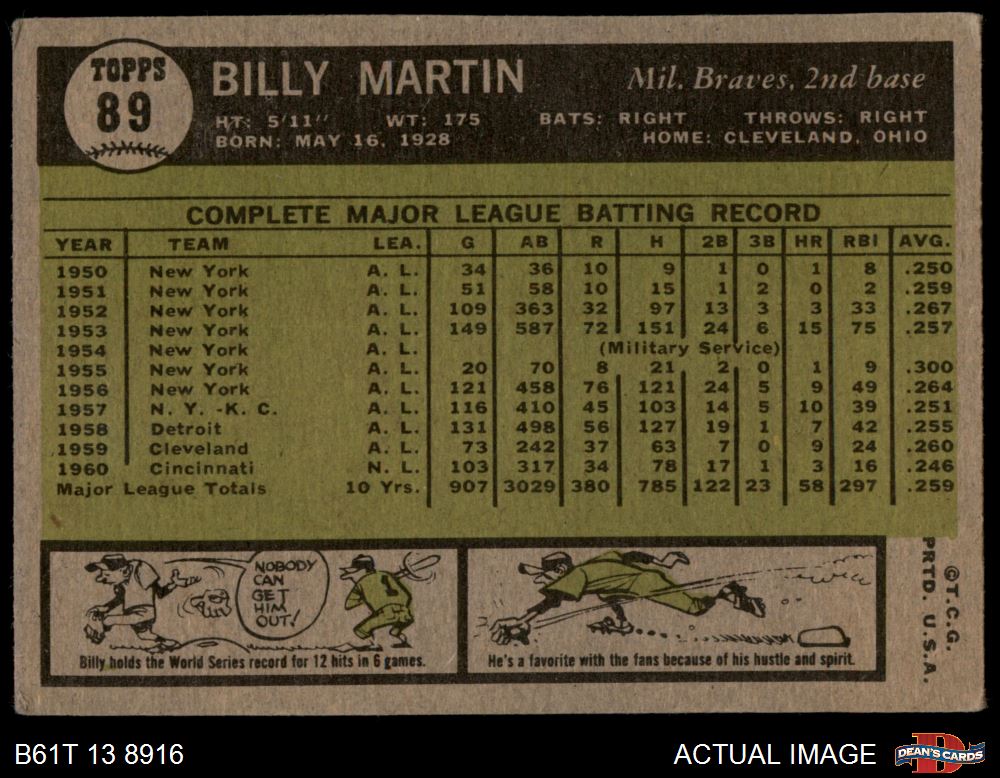 TOPPS
89
BILLY MARTIN
Mil. Braves, 2nd base
HT: 5'11" WT: 175 BATS: RIGHT THROWS: RIGHT
BORN: MAY 16, 1928 HOME: CLEVELAND, OHIO
COMPLETE MAJOR LEAGUE BATTING RECORD
YEAR TEAM LEA. G AB R H 2B 3B HR RBI AVG.
1950 New York A. L. 34 36 10 9 1 0 1 8 .250
1951 New York A. L. 51 58 10 15 1 2 0 2 .259
1952 New York A. L. 109 363 32 97 13 3 3 33 .267
1953 New York A. L. 149 587 72 151 24 6 15 75 .257
1954 New York A. L. (Military Service)
1955 New York A. L. 20 70 8 21 2 0 1 9 .300
1956 New York A. L. 121 458 76 121 24 5 9 49 .264
1957 N. Y. -K. C. A. L. 116 410 45 103 14 5 10 39 .251
1958 Detroit A. L. 131 498 56 127 19 1 7 42 .255
1959 Cleveland A. L. 73 242 37 63 7 0 9 24 .260
1960 Cincinnati N. L. 103 317 34 78 17 1 3 16 .246
Major League Totals 10 Yrs. 907 3029 380 785 122 23 58 297 .259
NOBODY
CAN
GET
HIM
OUT!
1
Billy holds the World Series record for 12 hits in 6 games.
He's a favorite with the fans because of his hustle and spirit.
©T.C.G.
PRTD. U.S.A.
B61T 13 8916
ACTUAL IMAGE
DEAN'S CARDS